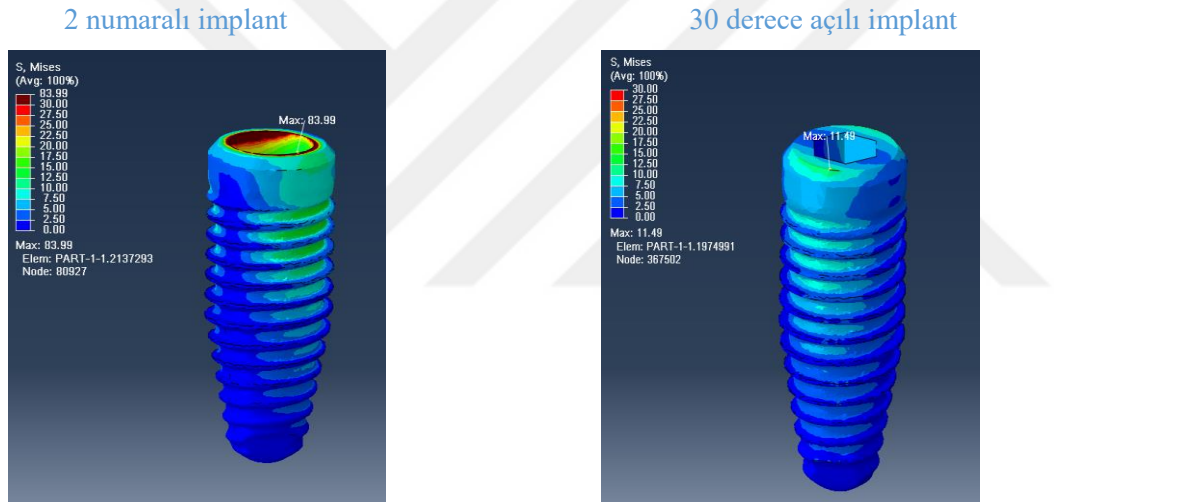 2 numaralı implant
30 derece açılı implant
S, Mises
(Avg: 100%)
83.99
30.00
27.50
25.00
22.50
20.00
17.50
15.00
12.50
10.00
7.50
5.00
2.50
0.00
Max: 83.99
Elem: PART-1-1.2137293
Node: 80927
Max: 83.99
S, Mises
(Avg: 100%)
30.00
27.50
25.00
22.50
20.00
17.50
15.00
12.50
10.00
7.50
5.00
2.50
0.00
Max: 11.49
Elem: PART-1-1.1974991
Node: 367502
Max: 11.49